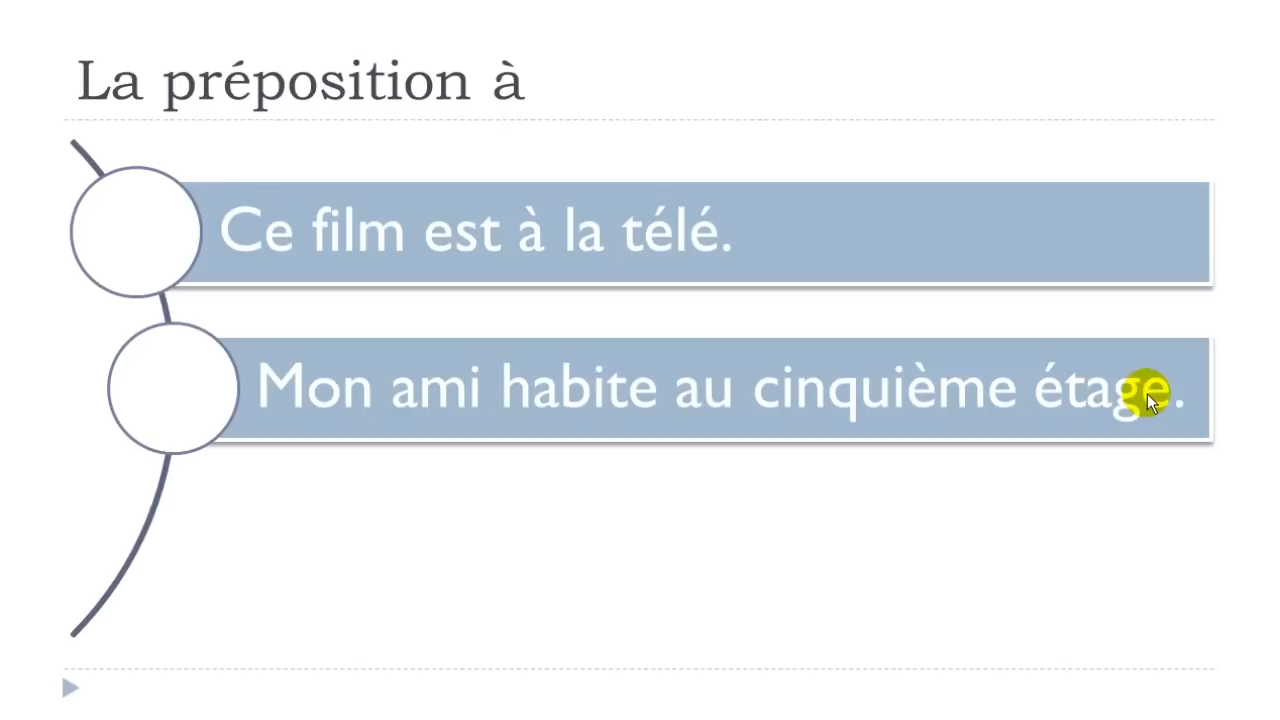 La préposition à
Ce film est à la télé.
Mon ami habite au cinquième étage.